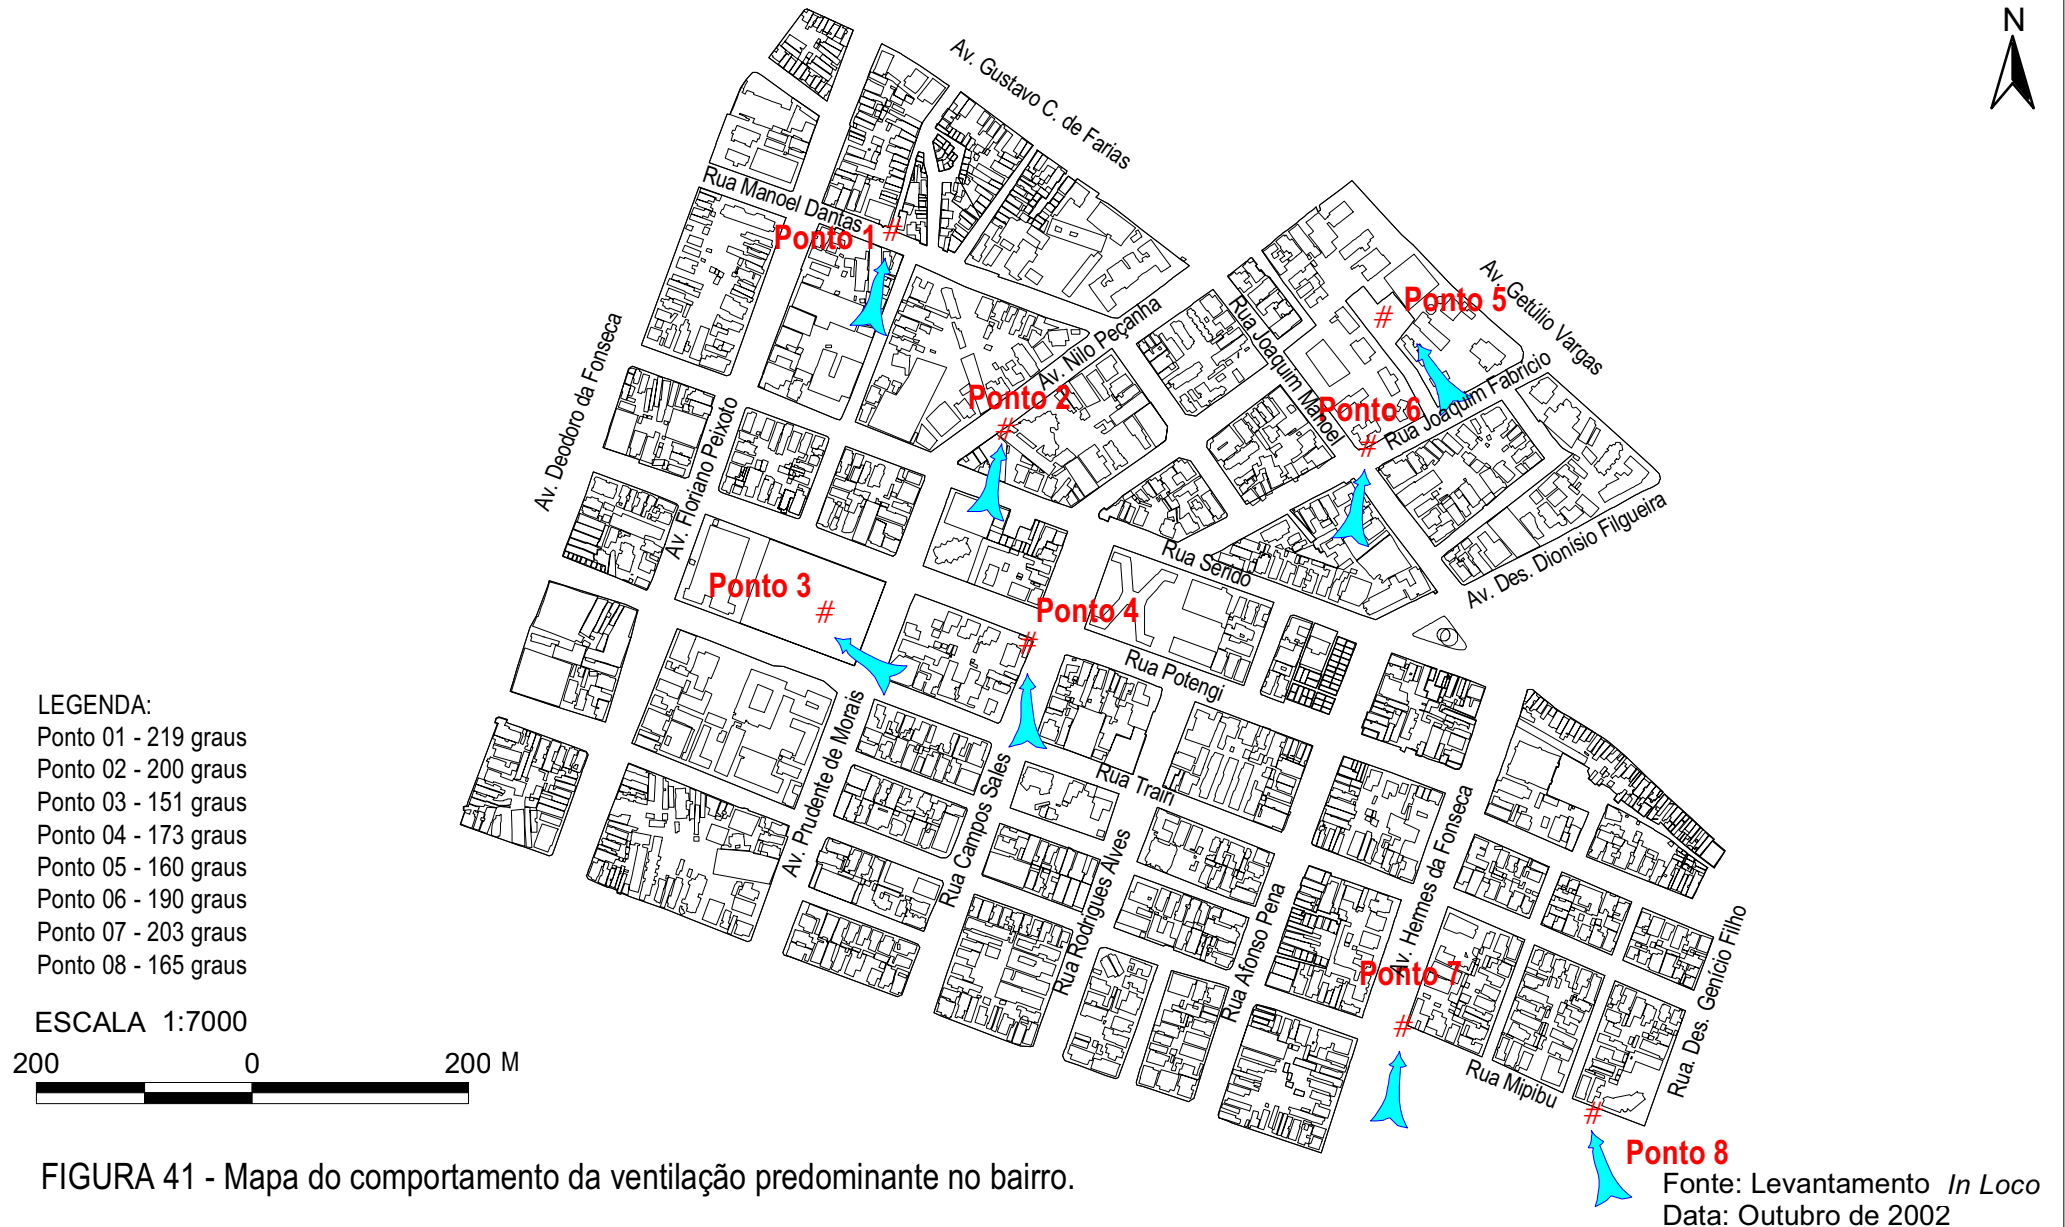 N
Av. Gustavo C. de Farias
Rua Manoel Dantas
#
Ponto 1
Av. Getúlio Vargas
Ponto 5
#
Av. Nilo Peçanha
Rua Joaquim Manoel
Rua Joaquim Fabrício
Av. Deodoro da Fonseca
Av. Floriano Peixoto
Ponto 2
#
Ponto 6
#
Av. Des. Dionísio Filgueira
Rua Seridó
Ponto 3
#
Ponto 4
#
Rua Potengi
Rua Trairi
Av. Prudente de Morais
Rua Campos Sales
Rua Rodrigues Alves
Rua Afonso Pena
Av. Hermes da Fonseca
Rua. Des. Genício Filho
Ponto 7
#
Rua Mipibu
#
Ponto 8
LEGENDA:
Ponto 01 - 219 graus
Ponto 02 - 200 graus
Ponto 03 - 151 graus
Ponto 04 - 173 graus
Ponto 05 - 160 graus
Ponto 06 - 190 graus
Ponto 07 - 203 graus
Ponto 08 - 165 graus
ESCALA 1:7000
200 0 200 M
FIGURA 41 - Mapa do comportamento da ventilação predominante no bairro.
Fonte: Levantamento In Loco
Data: Outubro de 2002